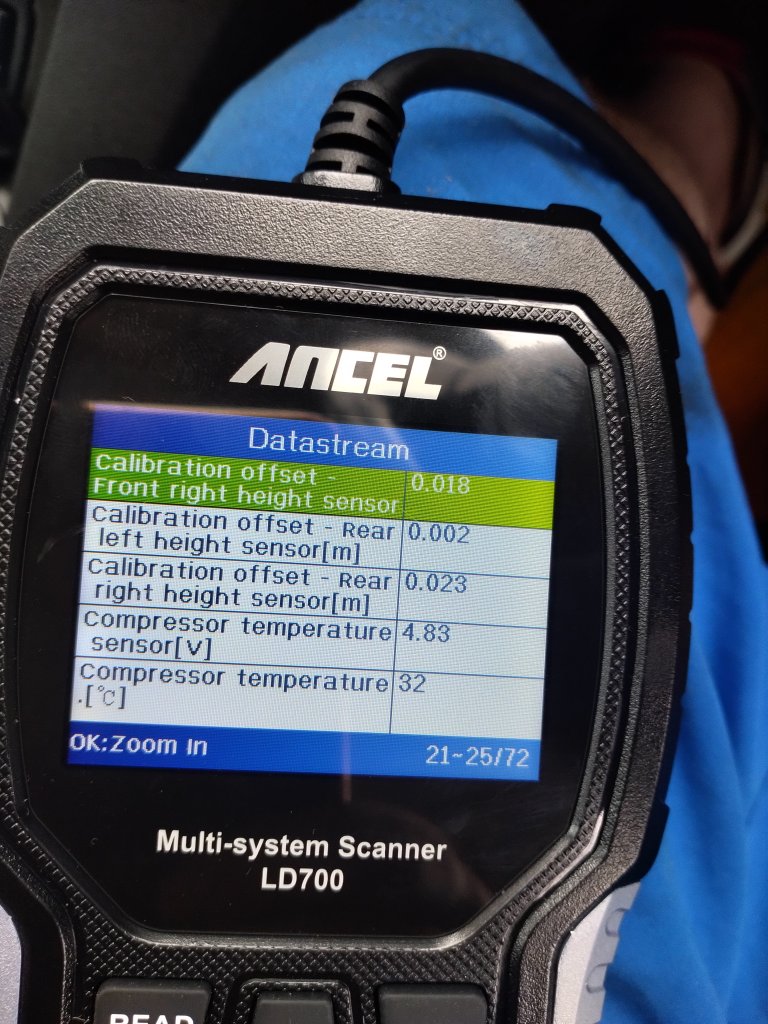 ANCEL®
Datastream
Calibration offset -
Front right height sensor
0.018
Calibration offset - Rear
left height sensor[m]
0.002
Calibration offset - Rear
right height sensor[m]
0.023
Compressor temperature
sensor[V]
4.83
Compressor temperature
.[℃]
32
OK:Zoom In
21~25/72
Multi-system Scanner
LD700
READ